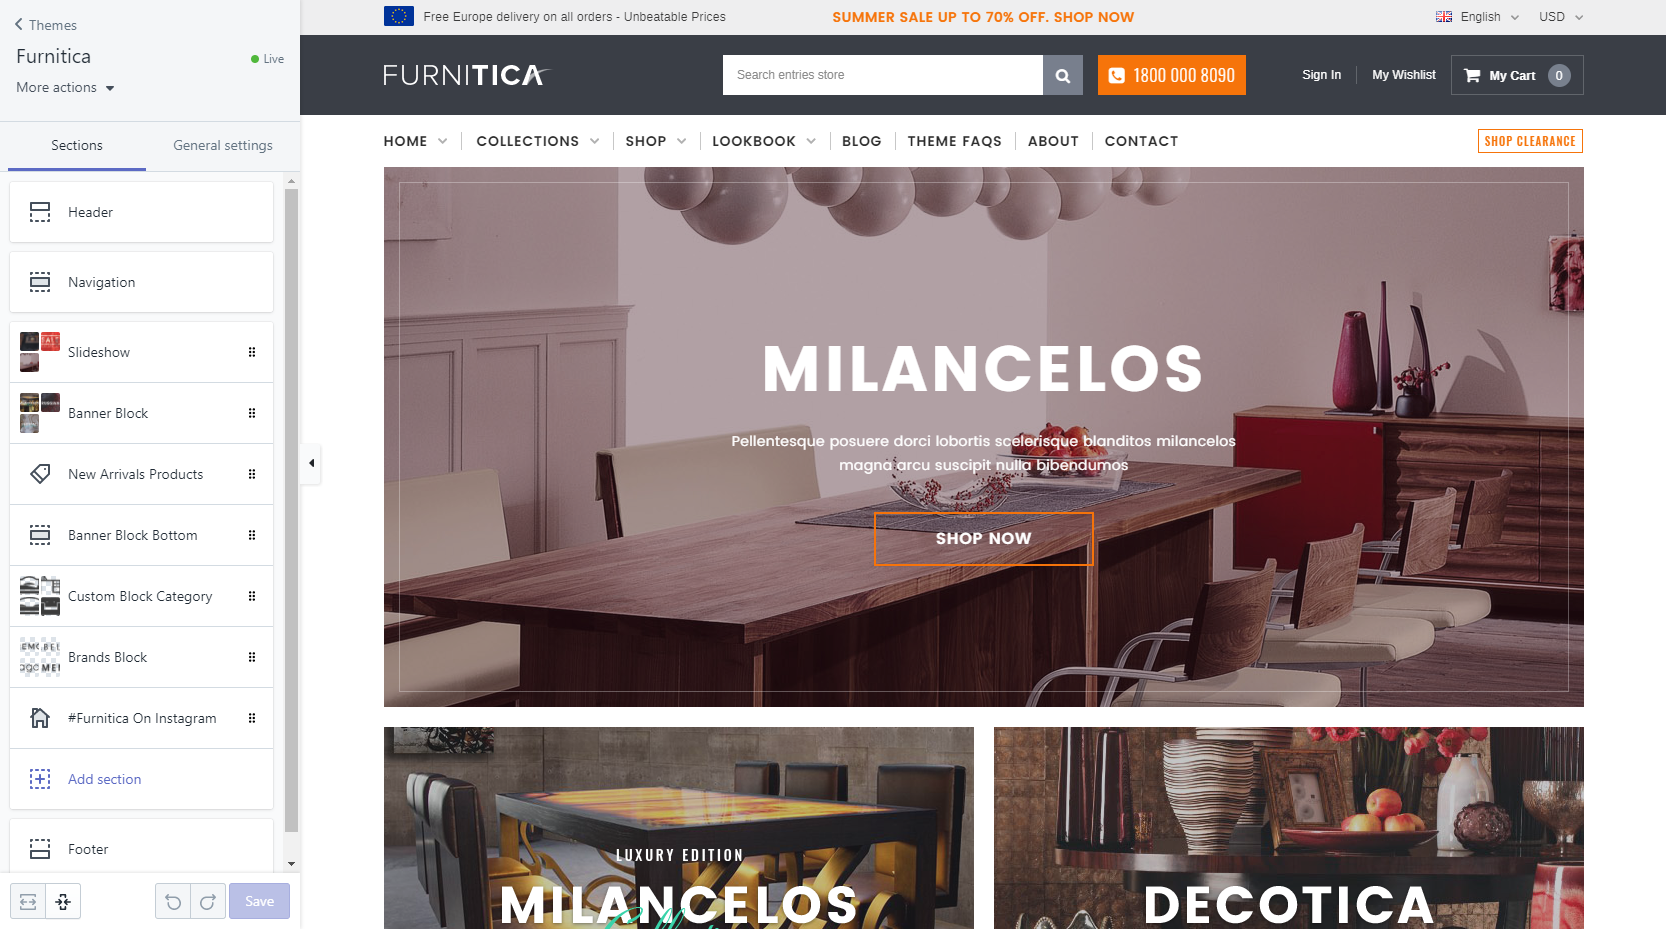 Themes
Furnitica
Live
More actions
Sections
General settings
Header
Navigation
Slideshow
Banner Block
New Arrivals Products
Banner Block Bottom
Custom Block Category
Brands Block
#Furnitica On Instagram
Add section
Footer
Save
Free Europe delivery on all orders - Unbeatable Prices
SUMMER SALE UP TO 70% OFF. SHOP NOW
English
USD
FURNITICA
Search entries store
1800 000 8090
Sign In
My Wishlist
My Cart
0
HOME
COLLECTIONS
SHOP
LOOKBOOK
BLOG
THEME FAQS
ABOUT
CONTACT
SHOP CLEARANCE
MILANCELOS
Pellentesque posuere dorci lobortis scelerisque blanditos milancelos
magna arcu suscipit nulla bibendumos
SHOP NOW
LUXURY EDITION
MILANCELOS
DECOTICA